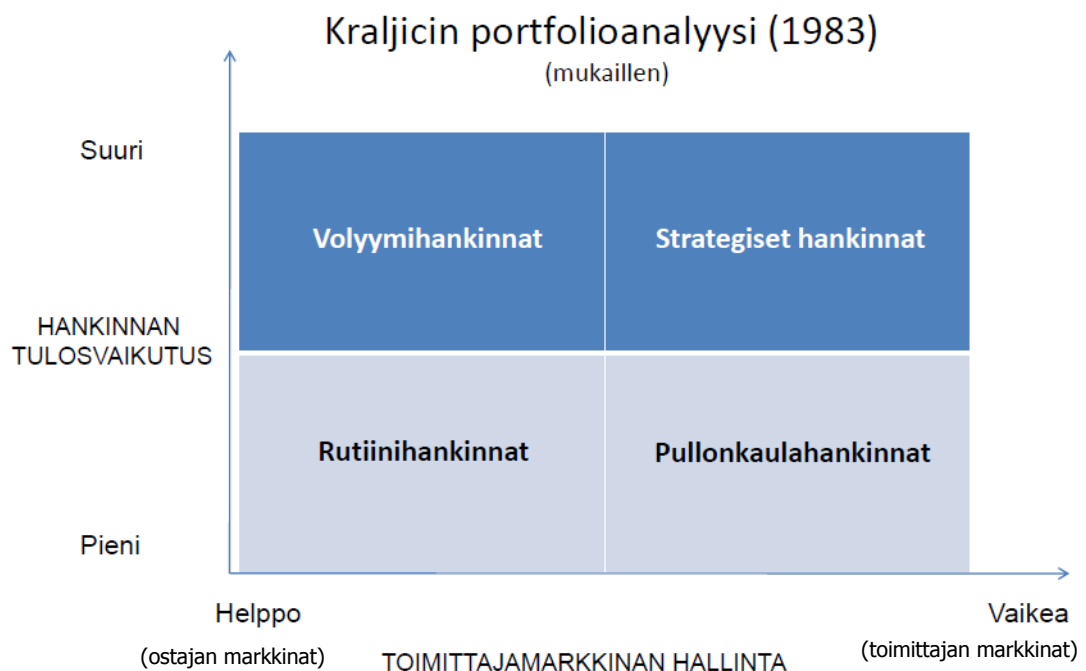 Kraljicin portfolioanalyysi (1983)
(mukaillen)
Suuri
Volyymihankinnat
Strategiset hankinnat
HANKINNAN
TULOSVAIKUTUS
Rutiinihankinnat
Pullonkaulahankinnat
Pieni
Helppo
Vaikea
(ostajan markkinat)
TOIMITTAJAMARKKINAN HALLINTA
(toimittajan markkinat)